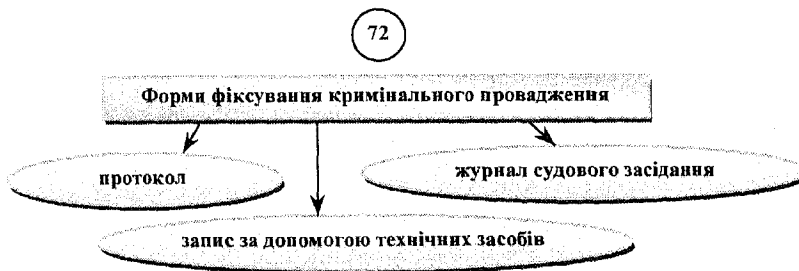 72
Форми фіксування кримінального провадження
протокол
журнал судового засідання
запис за допомогою технічних засобів